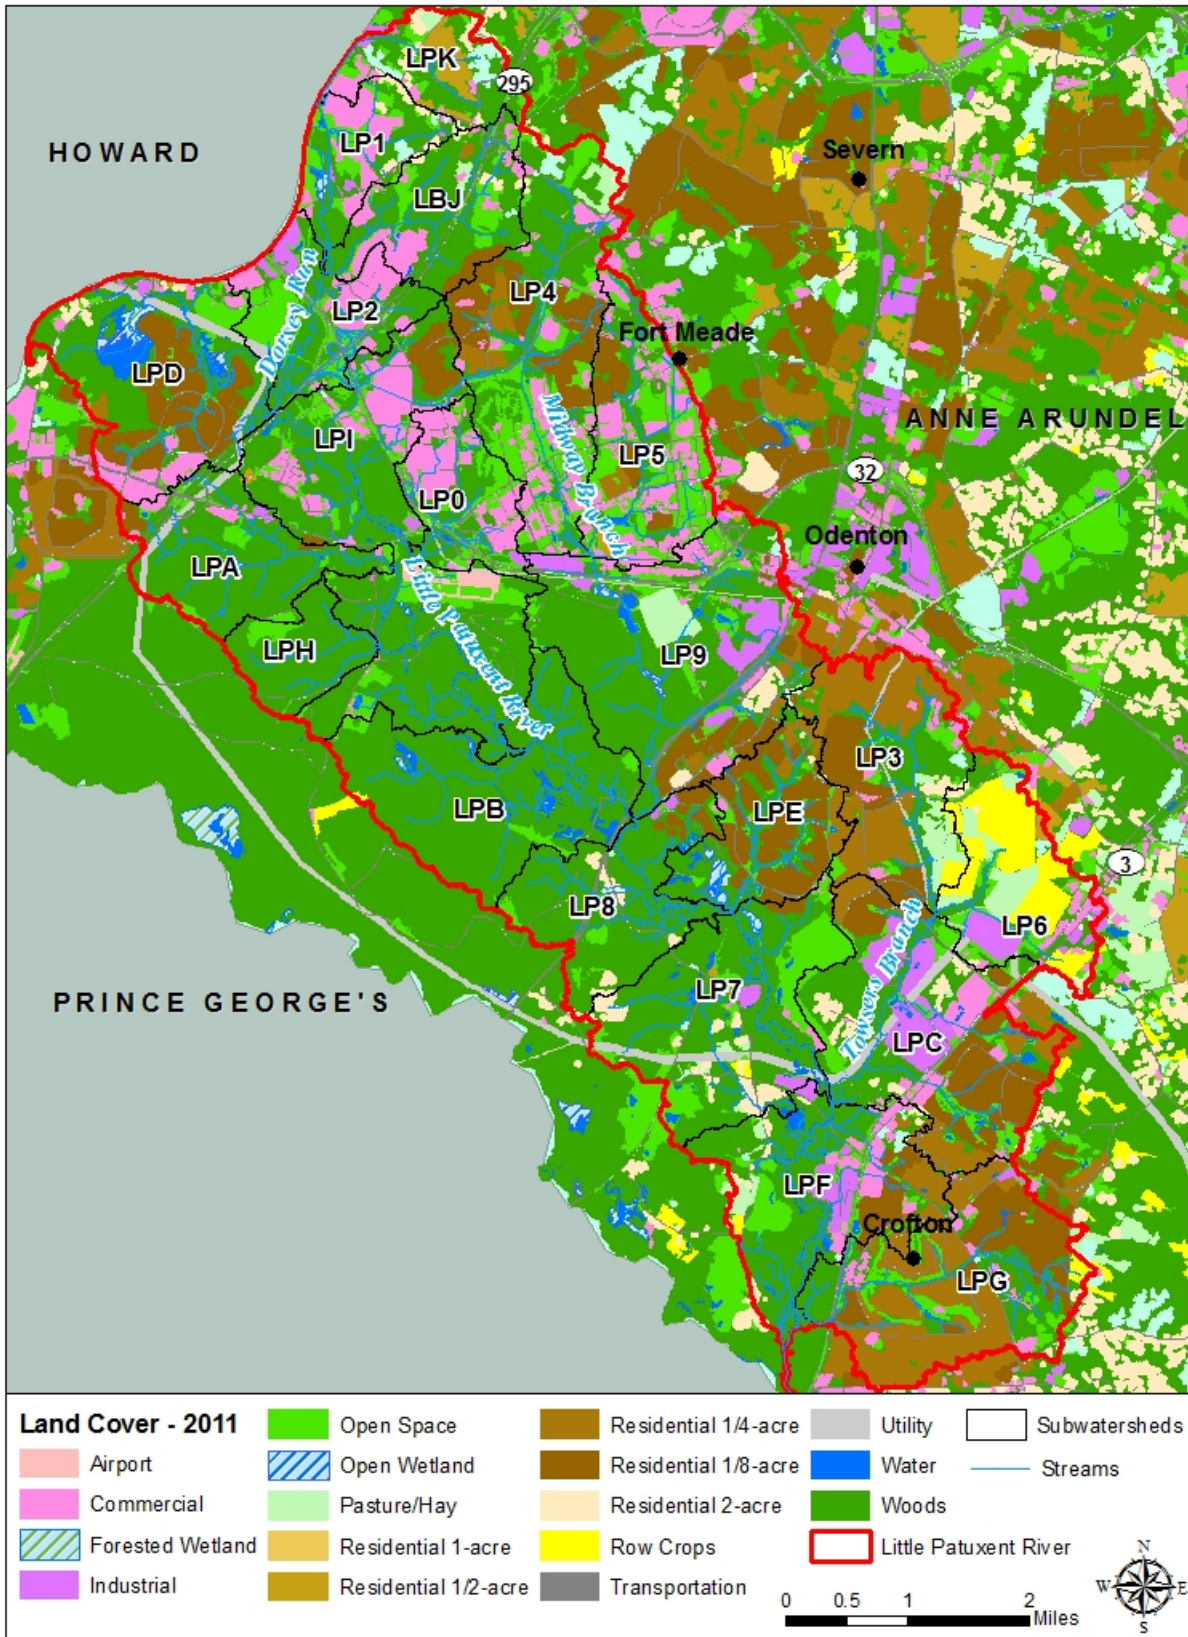 LPK
295
HOWARD
LP1
Severn
LBJ
Dorsey Run
LP4
LP2
Fort Meade
LPD
ANNE ARUNDEL
Midway Branch
LPI
LP5
32
LP0
Odenton
LPA
Little Patuxent River
LPH
LP9
LP3
LPB
LPE
3
LP8
LP6
Towsers Branch
LP7
PRINCE GEORGE'S
LPC
LPF
Crofton
LPG
Land Cover - 2011
Airport
Commercial
Forested Wetland
Industrial
Open Space
Open Wetland
Pasture/Hay
Residential 1-acre
Residential 1/2-acre
Residential 1/4-acre
Residential 1/8-acre
Residential 2-acre
Row Crops
Transportation
Utility
Water
Woods
Little Patuxent River
Subwatersheds
Streams
0 0.5 1 2
Miles
N
W E
S